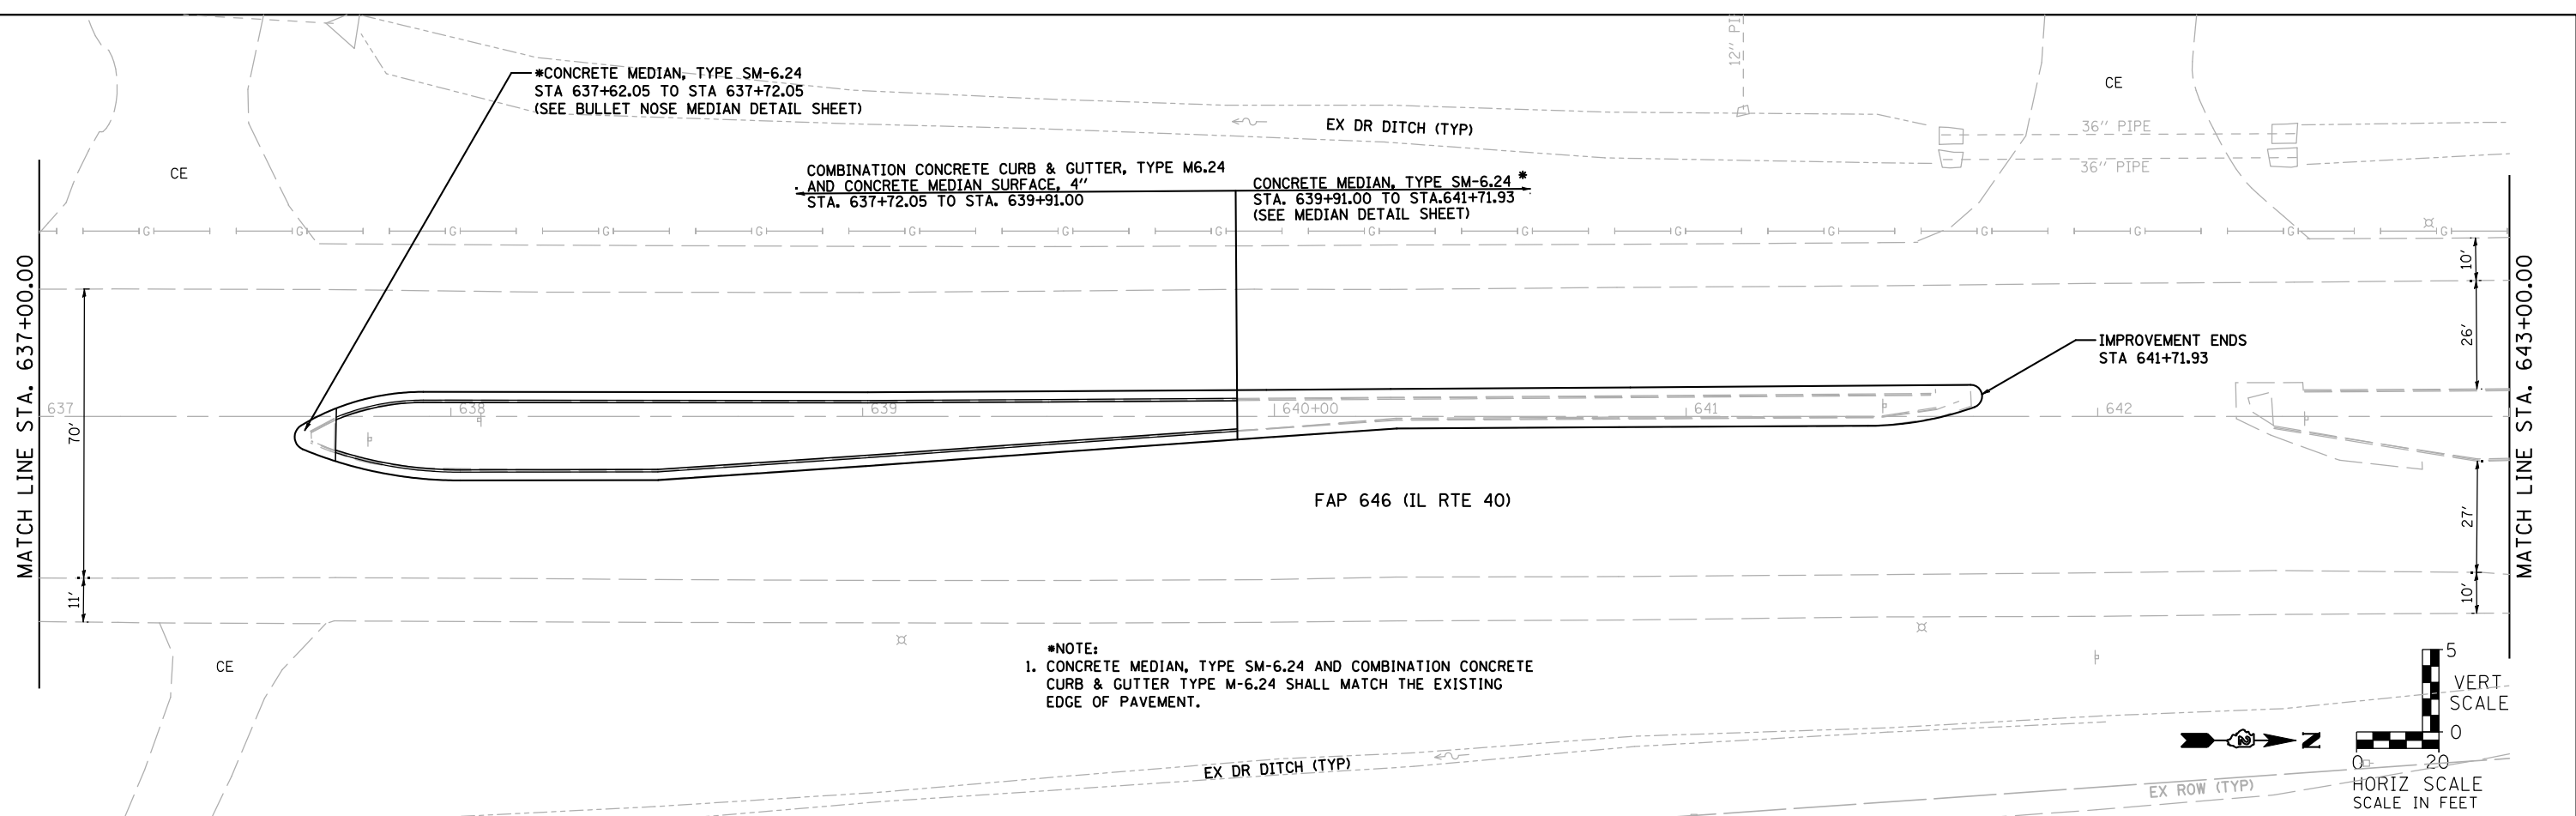 12" PI
*CONCRETE MEDIAN, TYPE SM-6.24
STA 637+62.05 TO STA 637+72.05
(SEE BULLET NOSE MEDIAN DETAIL SHEET)
CE
EX DR DITCH (TYP)
36" PIPE
36" PIPE
CE
COMBINATION CONCRETE CURB & GUTTER, TYPE M6.24
AND CONCRETE MEDIAN SURFACE, 4"
STA. 637+72.05 TO STA. 639+91.00
CONCRETE MEDIAN, TYPE SM-6.24 *
STA. 639+91.00 TO STA.641+71.93
(SEE MEDIAN DETAIL SHEET)
G G G G G G G G G G G G G G G G
MATCH LINE STA. 637+00.00
MATCH LINE STA. 643+00.00
10'
26'
IMPROVEMENT ENDS
STA 641+71.93
637
638
639
640+00
641
642
70'
FAP 646 (IL RTE 40)
27'
11'
10'
CE
*NOTE:
1. CONCRETE MEDIAN, TYPE SM-6.24 AND COMBINATION CONCRETE
CURB & GUTTER TYPE M-6.24 SHALL MATCH THE EXISTING
EDGE OF PAVEMENT.
5
VERT
SCALE
0
N
EX DR DITCH (TYP)
EX ROW (TYP)
0 20
HORIZ SCALE
SCALE IN FEET